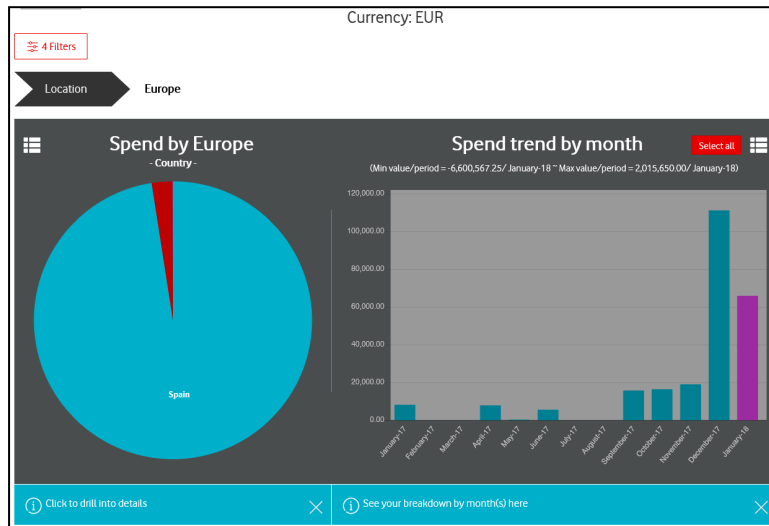 Currency: EUR
4 Filters
Location
Europe
Spend by Europe
- Country -
Spain
Spend trend by month
Select all
(Min value/period = -6,600,567.25/ January-18 ~ Max value/period = 2,015,650.00/ January-18)
120,000.00
100,000.00
80,000.00
60,000.00
40,000.00
20,000.00
0.00
January-17
February-17
March-17
April-17
May-17
June-17
July-17
August-17
September-17
October-17
November-17
December-17
January-18
Click to drill into details
See your breakdown by month(s) here